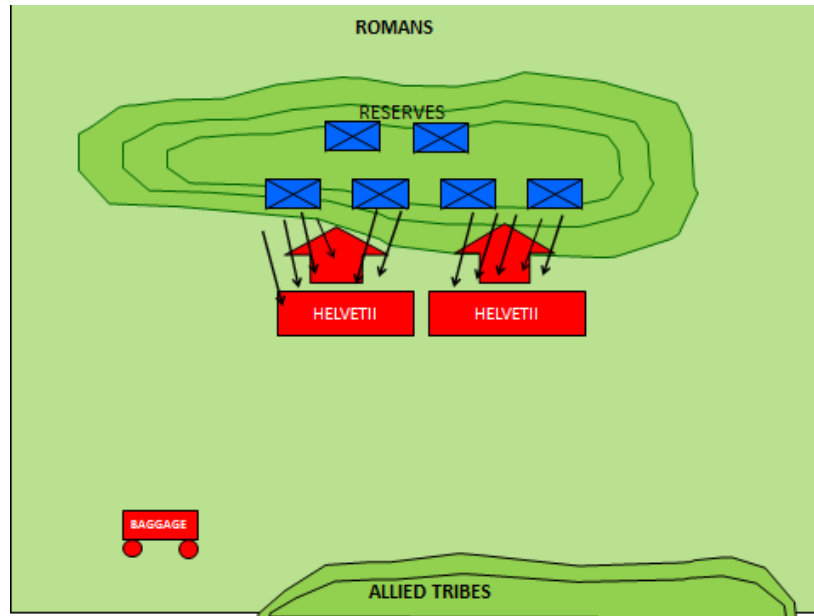 ROMANS
RESERVES
HELVETII
HELVETII
BAGGAGE
ALLIED TRIBES